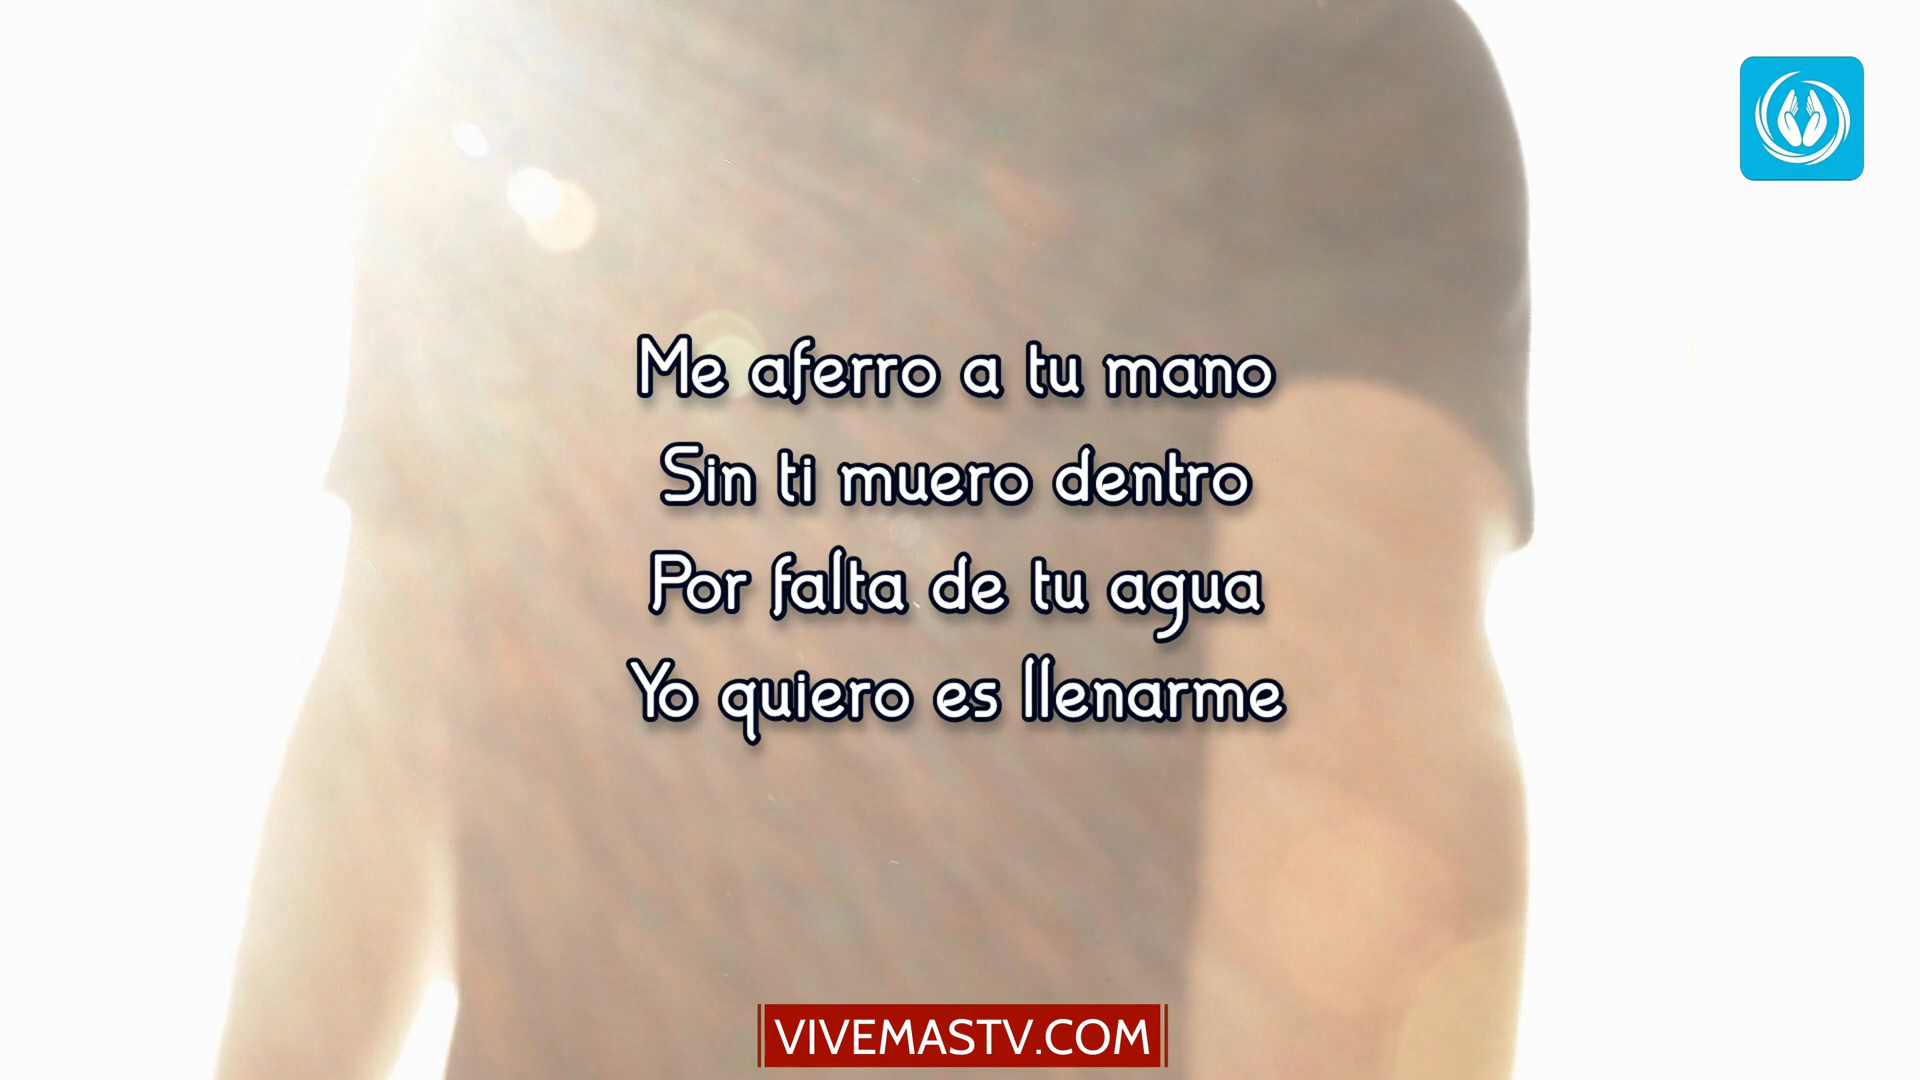 Me aferro a tu mano
Sin ti muero dentro
Por falta de tu agua
Yo quiero es llenarme
VIVEMASTV.COM